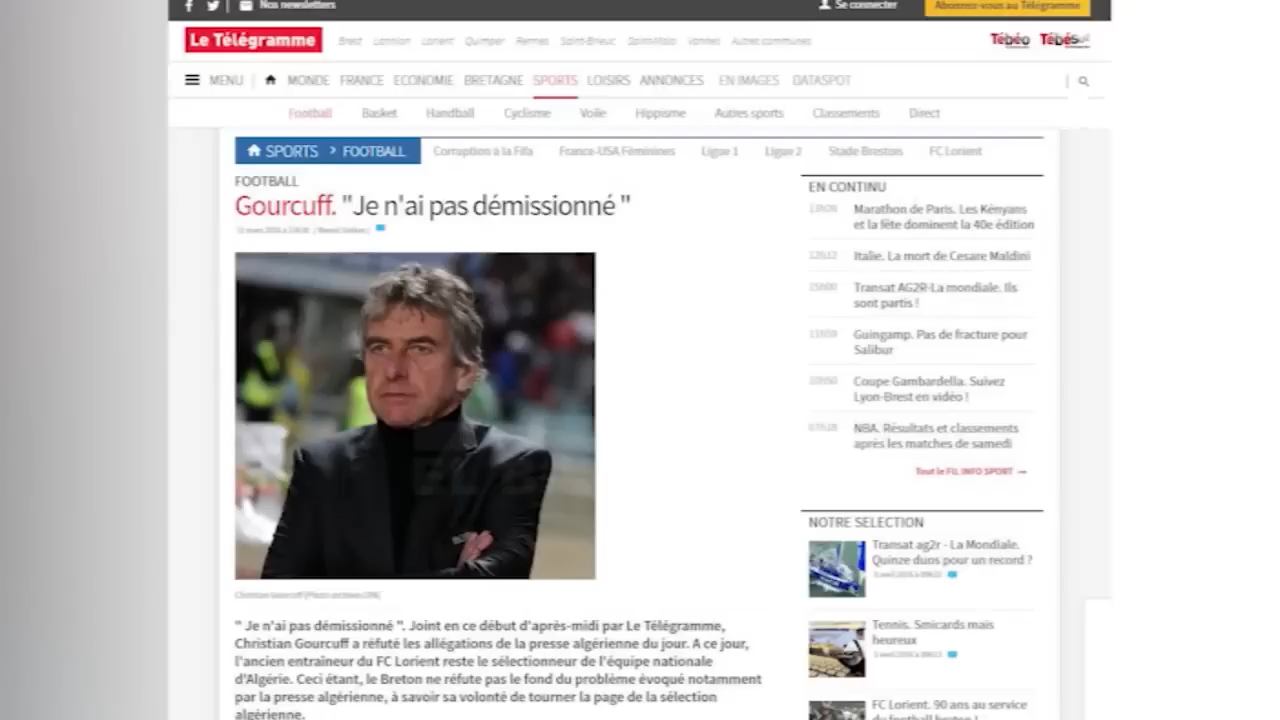 Nos newsletters
Se connecter
Abonnez-vous au Télégramme
Le Télégramme
Brest Lannion Lorient Quimper Rennes Saint-Brieuc Saint-Malo Vannes Autres communes
Tébéo
MENU MONDE FRANCE ECONOMIE BRETAGNE SPORTS LOISIRS ANNONCES EN IMAGES DATASPOT
Football Basket Handball Cyclisme Voile Hippisme Autres sports Classements Direct
SPORTS > FOOTBALL Corruption à la Fifa France-USA Féminines Ligue 1 Ligue 2 Stade Brestois FC Lorient
FOOTBALL
Gourcuff. "Je n'ai pas démissionné "
" Je n'ai pas démissionné ". Joint en ce début d'après-midi par Le Télégramme,
Christian Gourcuff a réfuté les allégations de la presse algérienne du jour. A ce jour,
l'ancien entraîneur du FC Lorient reste le sélectionneur de l'équipe nationale
d'Algérie. Ceci étant, le Breton ne réfute pas le fond du problème évoqué notamment
par la presse algérienne, à savoir sa volonté de tourner la page de la sélection
algérienne.
EN CONTINU
Marathon de Paris. Les Kényans
et la fête dominent la 40e édition
Italie. La mort de Cesare Maldini
Transat AG2R-La mondiale. Ils
sont partis !
Guingamp. Pas de fracture pour
Salibur
Coupe Gambardella. Suivez
Lyon-Brest en vidéo !
NBA. Résultats et classements
après les matches de samedi
Tout le FIL INFO SPORT →
NOTRE SELECTION
Transat ag2r - La Mondiale.
Quinze duos pour un record ?
Tennis. Smicards mais
heureux
FC Lorient. 90 ans au service
du football breton !